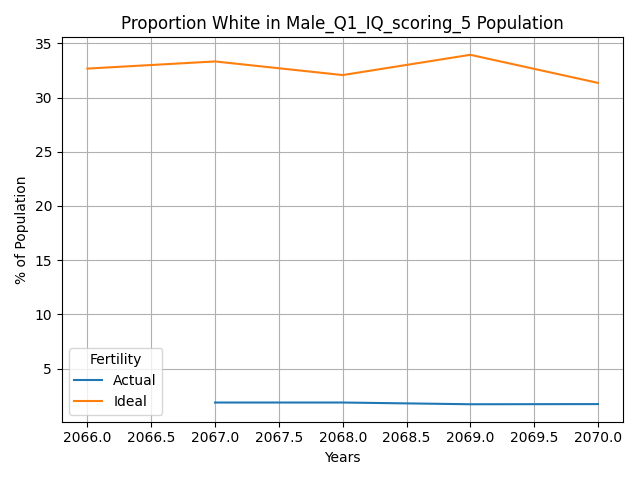 Proportion White in Male_Q1_IQ_scoring_5 Population
% of Population
35
30
25
20
15
10
5
Fertility
Actual
Ideal
2066.0 2066.5 2067.0 2067.5 2068.0 2068.5 2069.0 2069.5 2070.0
Years